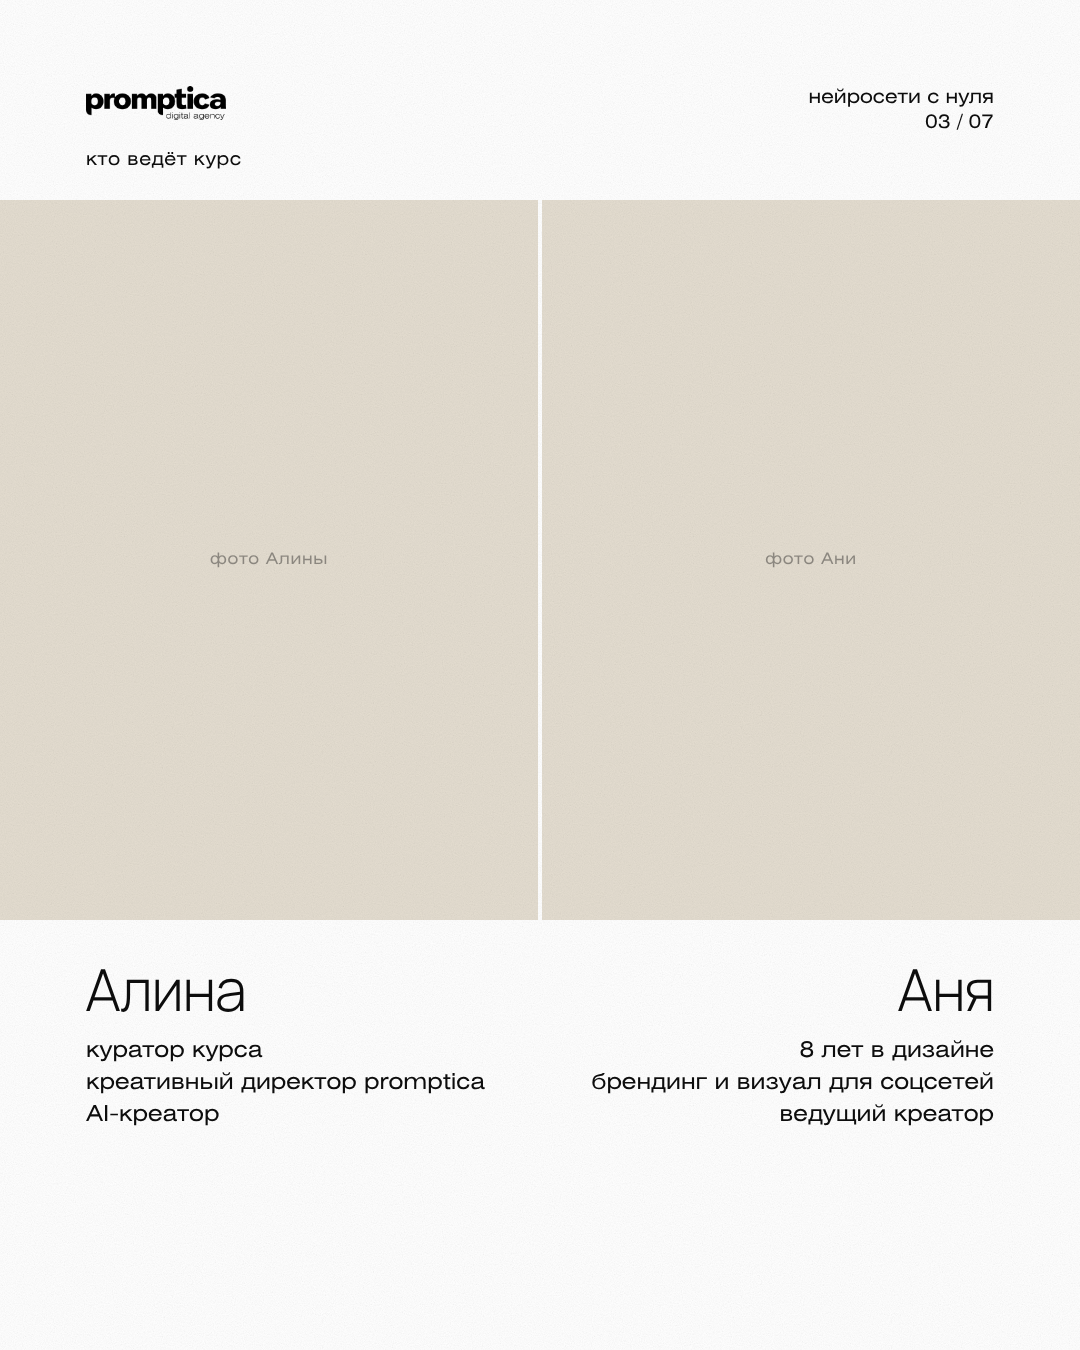 promptica
digital agency
нейросети с нуля
03 / 07
кто ведёт курс
фото Алины
фото Ани
Алина
куратор курса
креативный директор promptica
AI-креатор
Аня
8 лет в дизайне
брендинг и визуал для соцсетей
ведущий креатор